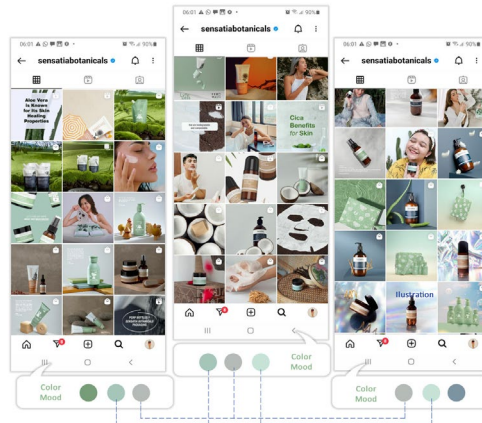 06:01
90%
sensatiabotanicals
Aloe Vera
is Known
for Its Skin
Healing
Properties
Color
Mood
06:01
90%
sensatiabotanicals
Cica
Benefits
for Skin
Color
Mood
06:01
90%
sensatiabotanicals
Illustration
Color
Mood